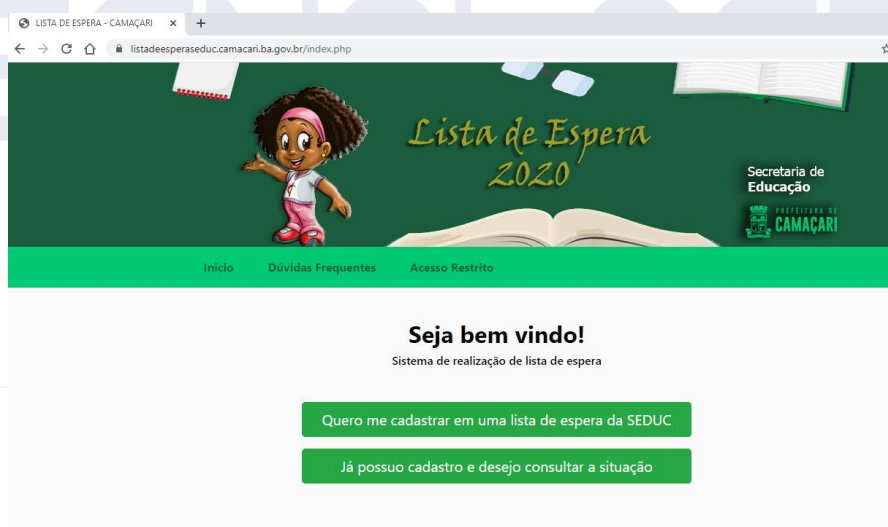 LISTA DE ESPERA - CAMAÇARI
listadeesperaseduc.camacari.ba.gov.br/index.php
Lista de Espera
2020
Secretaria de
Educação
PREFEITURA DE
CAMAÇARI
Inicio Dúvidas Frequentes Acesso Restrito
Seja bem vindo!
Sistema de realização de lista de espera
Quero me cadastrar em uma lista de espera da SEDUC
Já possuo cadastro e desejo consultar a situação